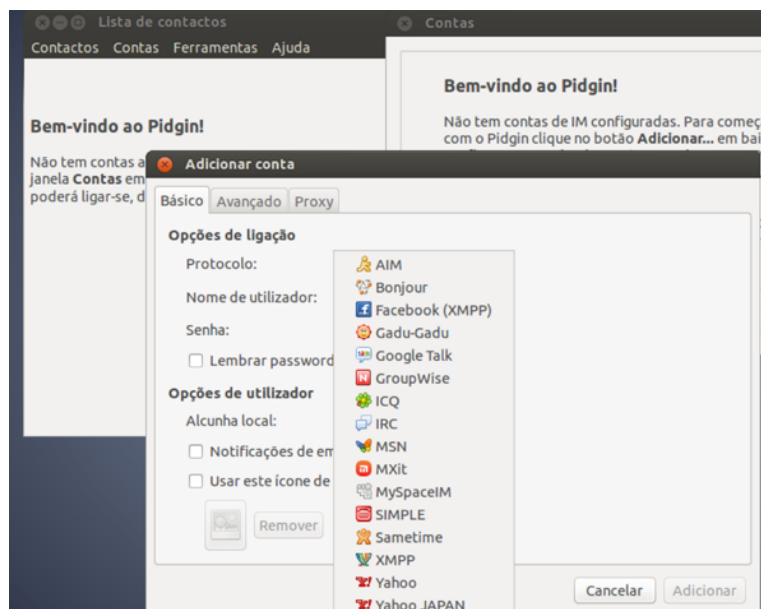 Lista de contactos
Contactos Contas Ferramentas Ajuda
Bem-vindo ao Pidgin!
Não tem contas a
janela Contas em
poderá ligar-se, d
Contas
Bem-vindo ao Pidgin!
Não tem contas de IM configuradas. Para começ
com o Pidgin clique no botão Adicionar... em bai
Adicionar conta
Básico Avançado Proxy
Opções de ligação
Protocolo:
Nome de utilizador:
Senha:
Lembrar password
Opções de utilizador
Alcunha local:
Notificações de em
Usar este ícone de
Remover
AIM
Bonjour
Facebook (XMPP)
Gadu-Gadu
Google Talk
GroupWise
ICQ
IRC
MSN
MXit
MySpaceIM
SIMPLE
Sametime
XMPP
Yahoo
Yahoo JAPAN
Cancelar Adicionar